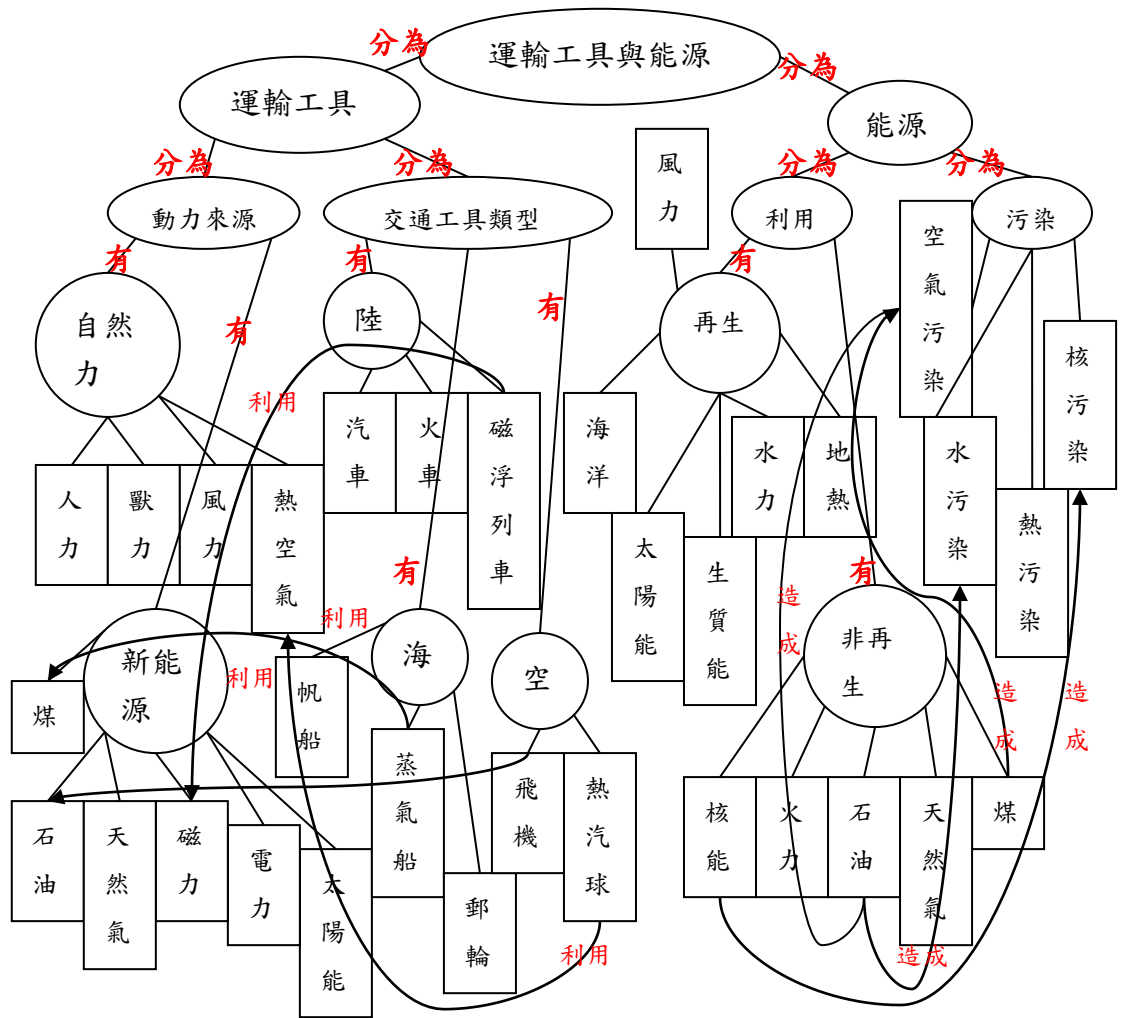 運輸工具與能源
分為
分為
運輸工具
能源
分為
分為
分為
分為
動力來源
交通工具類型
風力
利用
污染
有
有
有
有
有
自然力
陸
再生
空氣污染
核污染
利用
汽車
火車
磁浮列車
海洋
水力
地熱
水污染
熱污染
人力
獸力
風力
熱空氣
太陽能
生質能
有
有
造成
利用
新能源
海
空
非再生
利用
煤
帆船
造成
造成
蒸氣船
飛機
熱汽球
郵輪
石油
天然氣
磁力
電力
太陽能
核能
火力
石油
天然氣
煤
利用
造成